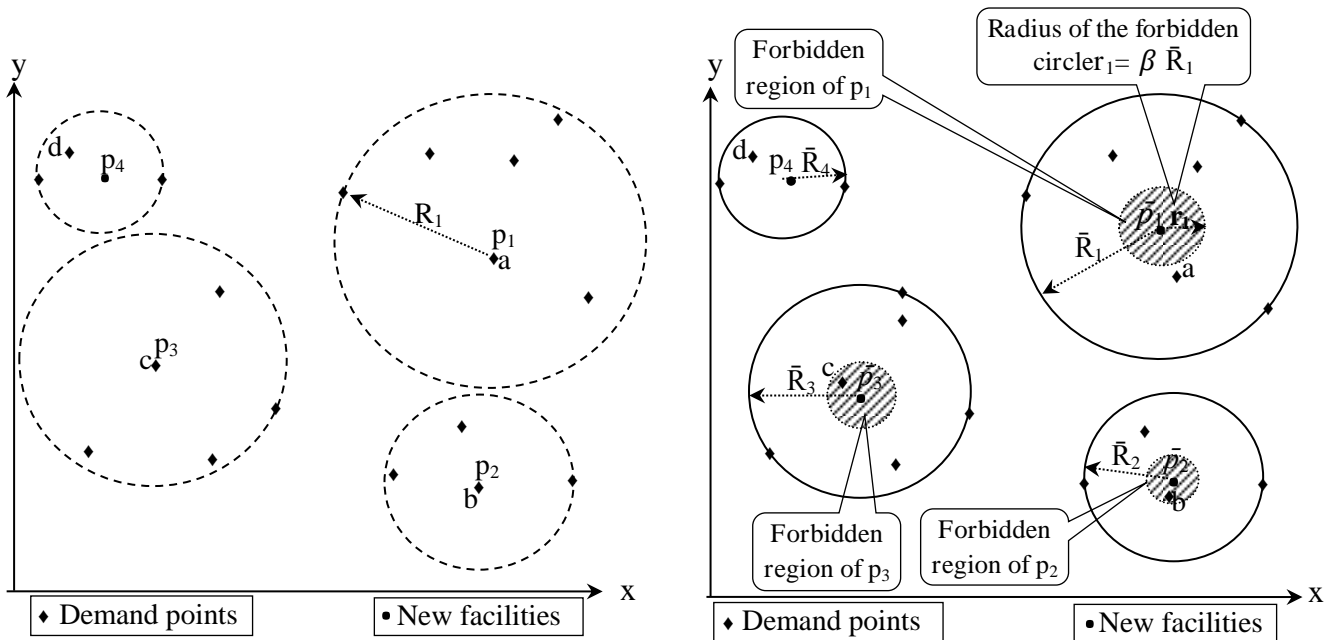 y
d
p₄
R₁
p₁
a
p₃
c
p₂
b
x
Demand points
New facilities
Forbidden
region of p₁
Radius of the forbidden
circler₁= β R̄₁
y
d
p₄
R̄₄
p̄₁
r₁
R̄₁
a
R̄₃
c
p̄₃
R̄₂
p̄₂
b
Forbidden
region of p₃
Forbidden
region of p₂
x
Demand points
New facilities